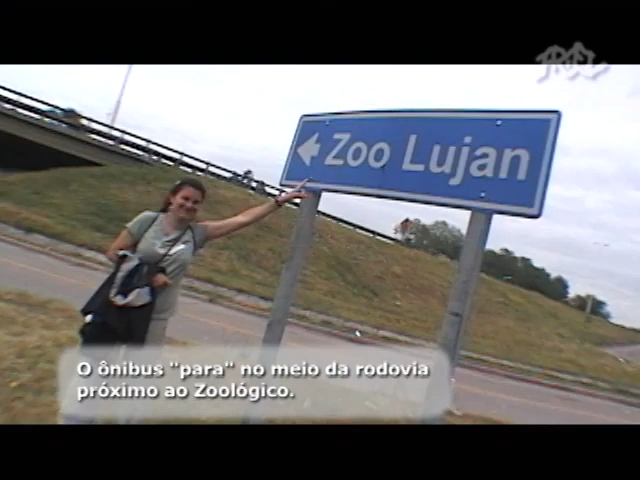 Zoo Lujan
O ônibus "para" no meio da rodovia
próximo ao Zoológico.